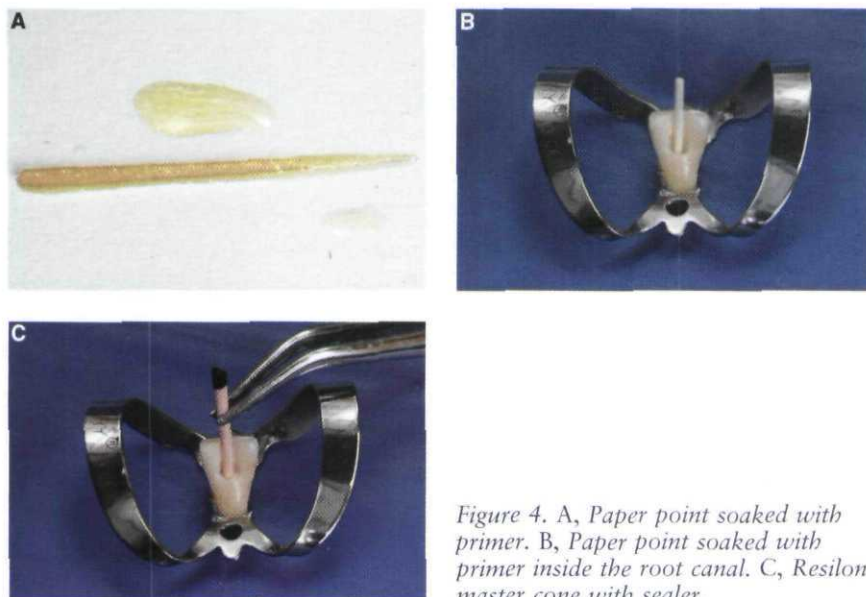 A
B
C
Figure 4. A, Paper point soaked with
primer. B, Paper point soaked with
primer inside the root canal. C, Resilon
master cone with sealer.